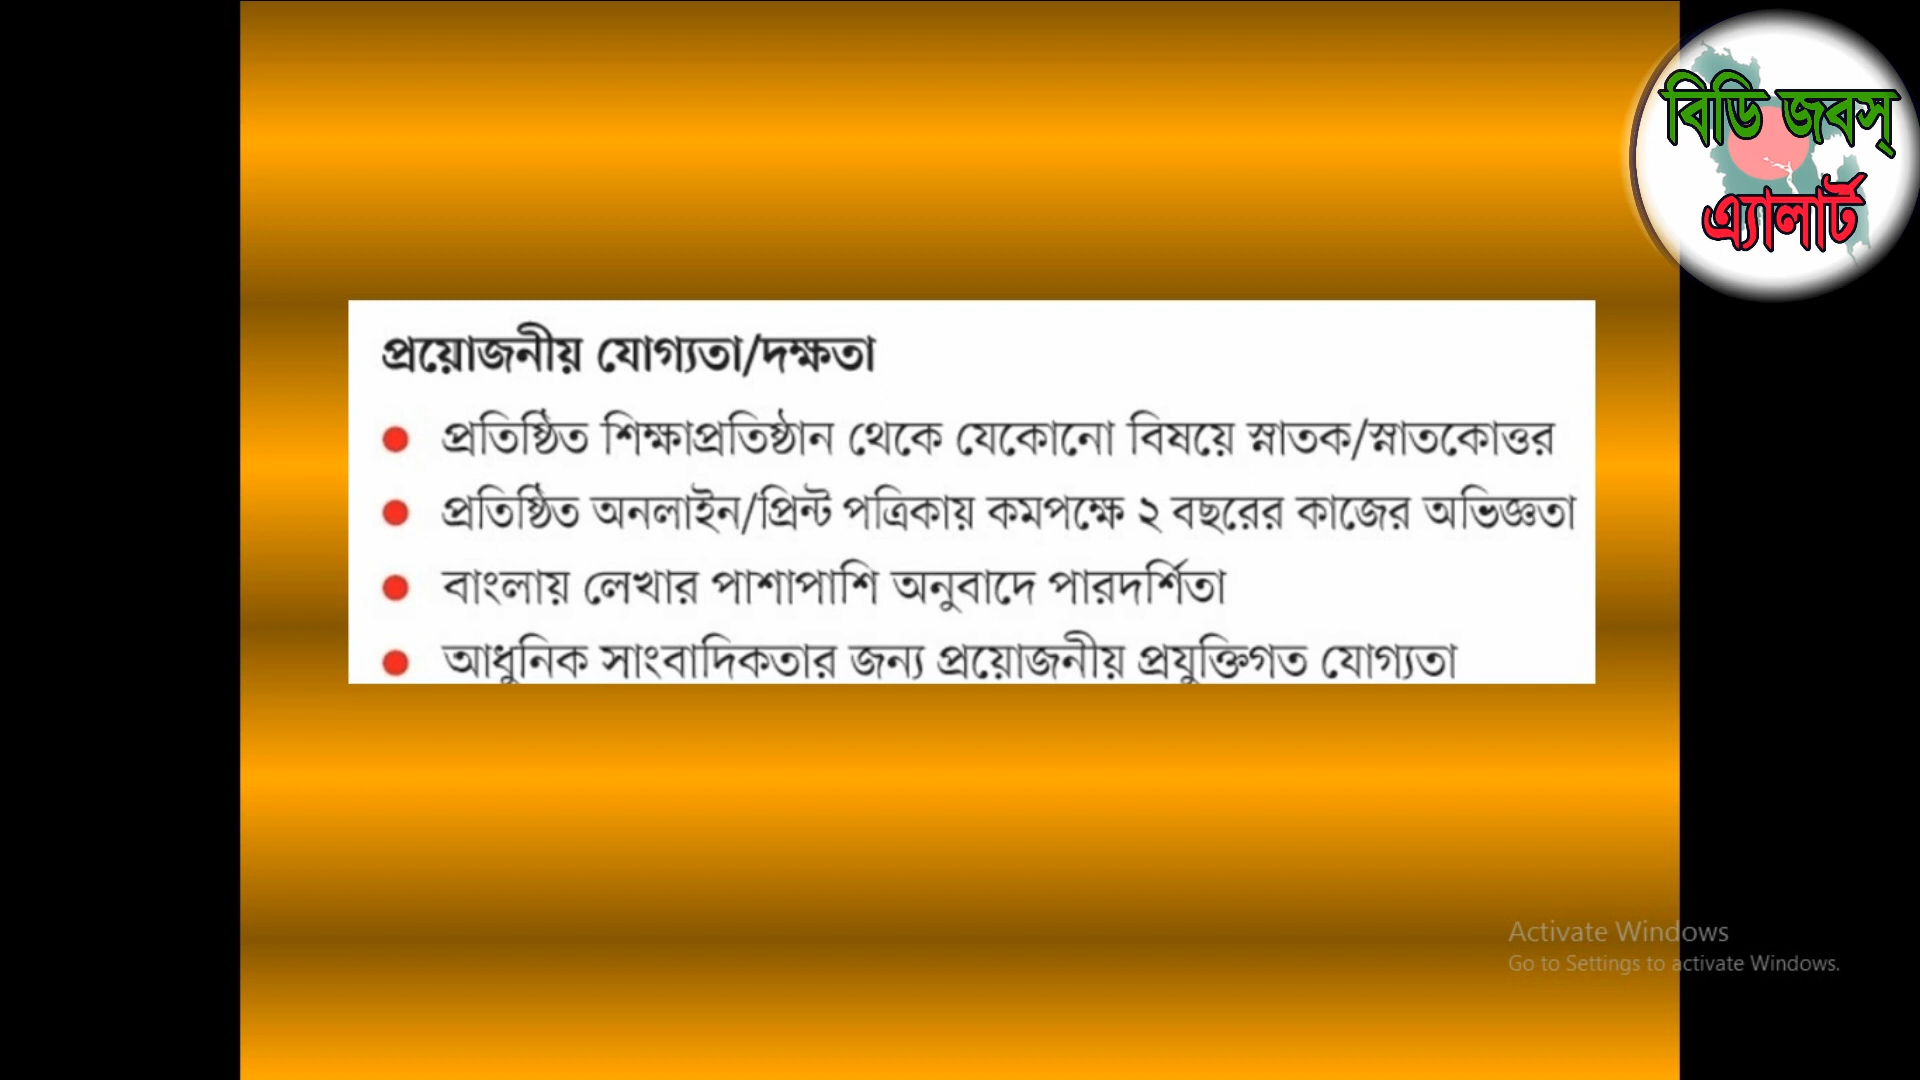 বিডি জবস্
এ্যালার্ট
প্রয়োজনীয় যোগ্যতা/দক্ষতা
প্রতিষ্ঠিত শিক্ষাপ্রতিষ্ঠান থেকে যেকোনো বিষয়ে স্নাতক/স্নাতকোত্তর
প্রতিষ্ঠিত অনলাইন/প্রিন্ট পত্রিকায় কমপক্ষে ২ বছরের কাজের অভিজ্ঞতা
বাংলায় লেখার পাশাপাশি অনুবাদে পারদর্শিতা
আধুনিক সাংবাদিকতার জন্য প্রয়োজনীয় প্রযুক্তিগত যোগ্যতা
Activate Windows
Go to Settings to activate Windows.